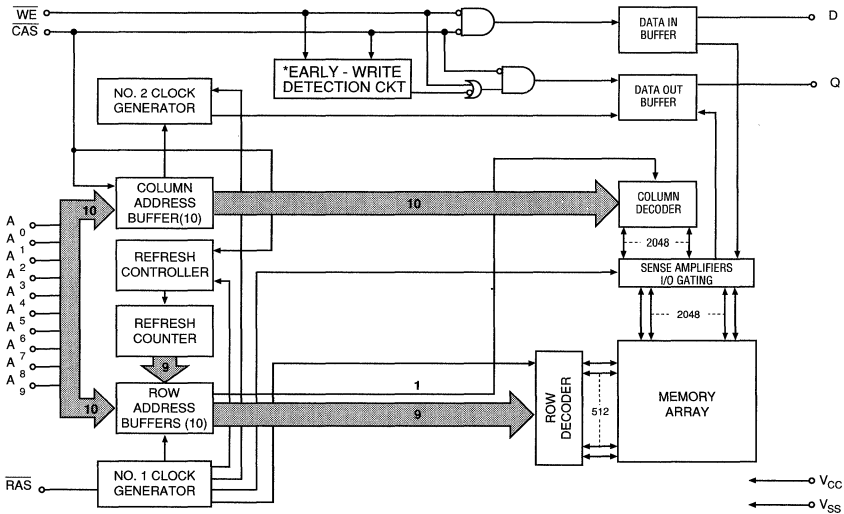 WE
CAS
D
DATA IN
BUFFER
*EARLY - WRITE
DETECTION CKT
NO. 2 CLOCK
GENERATOR
DATA OUT
BUFFER
Q
COLUMN
ADDRESS
BUFFER(10)
10
10
COLUMN
DECODER
2048
A0
A1
A2
A3
A4
A5
A6
A7
A8
A9
REFRESH
CONTROLLER
SENSE AMPLIFIERS
I/O GATING
2048
REFRESH
COUNTER
9
ROW
ADDRESS
BUFFERS (10)
10
1
9
ROW
DECODER
512
MEMORY
ARRAY
RAS
NO. 1 CLOCK
GENERATOR
VCC
VSS